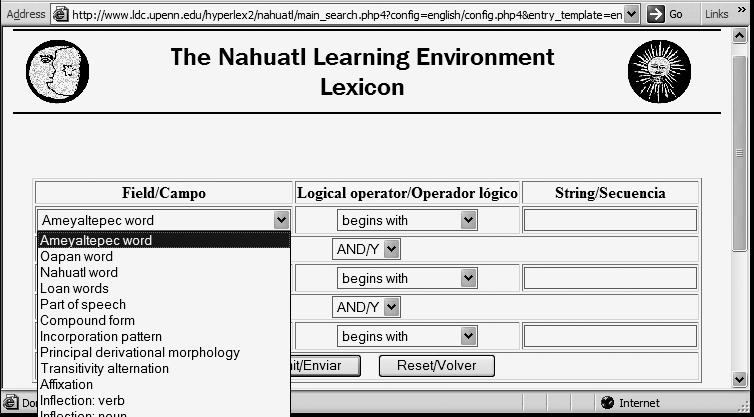 Address http://www.ldc.upenn.edu/hyperlex2/nahuatl/main_search.php4?config=english/config.php4&entry_template=en Go Links »
The Nahuatl Learning Environment
Lexicon
Field/Campo Logical operator/Operador lógico String/Secuencia
Ameyaltepec word begins with
Ameyaltepec word AND/Y
Oapan word
Nahuatl word begins with
Loan words
Part of speech AND/Y
Compound form
Incorporation pattern begins with
Principal derivational morphology
Transitivity alternation it/Enviar Reset/Volver
Affixation
Inflection: verb Internet
Inflection: noun